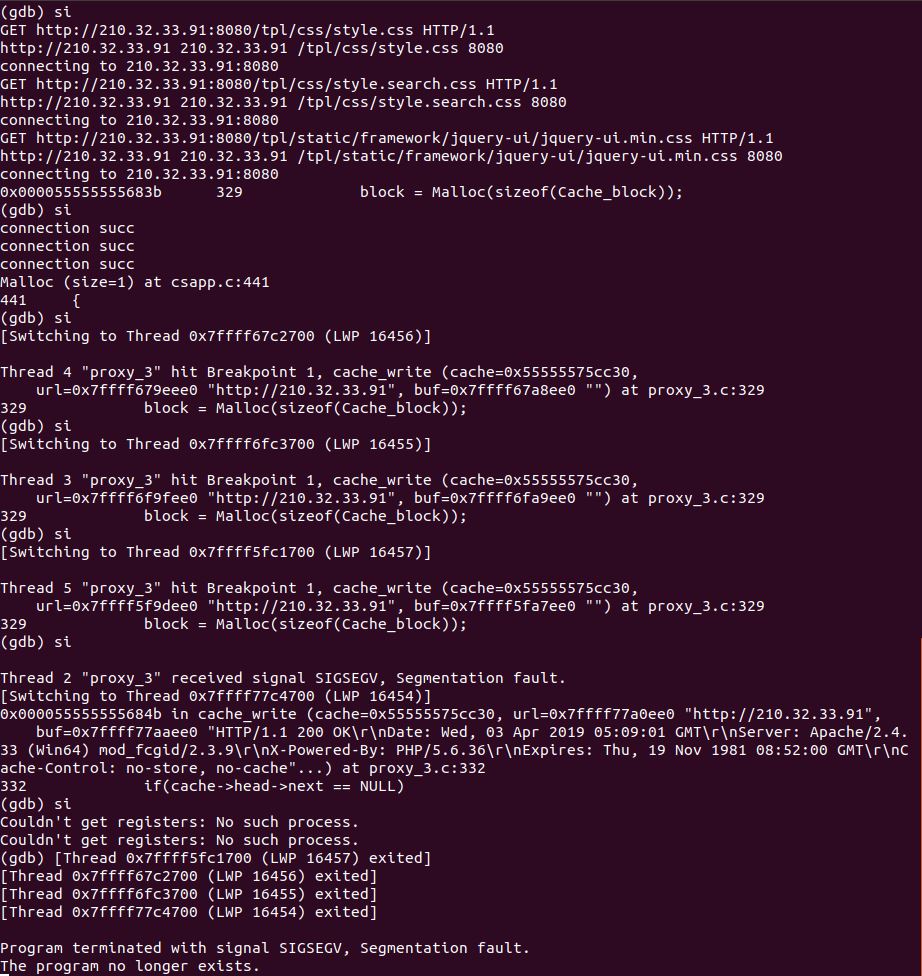 (gdb) si
GET http://210.32.33.91:8080/tpl/css/style.css HTTP/1.1
http://210.32.33.91 210.32.33.91 /tpl/css/style.css 8080
connecting to 210.32.33.91:8080
GET http://210.32.33.91:8080/tpl/css/style.search.css HTTP/1.1
http://210.32.33.91 210.32.33.91 /tpl/css/style.search.css 8080
connecting to 210.32.33.91:8080
GET http://210.32.33.91:8080/tpl/static/framework/jquery-ui/jquery-ui.min.css HTTP/1.1
http://210.32.33.91 210.32.33.91 /tpl/static/framework/jquery-ui/jquery-ui.min.css 8080
connecting to 210.32.33.91:8080
0x000055555555683b      329             block = Malloc(sizeof(Cache_block));
(gdb) si
connection succ
connection succ
connection succ
Malloc (size=1) at csapp.c:441
441     {
(gdb) si
[Switching to Thread 0x7ffff67c2700 (LWP 16456)]

Thread 4 "proxy_3" hit Breakpoint 1, cache_write (cache=0x55555575cc30,
    url=0x7ffff679eee0 "http://210.32.33.91", buf=0x7ffff67a8ee0 "") at proxy_3.c:329
329             block = Malloc(sizeof(Cache_block));
(gdb) si
[Switching to Thread 0x7ffff6fc3700 (LWP 16455)]

Thread 3 "proxy_3" hit Breakpoint 1, cache_write (cache=0x55555575cc30,
    url=0x7ffff6f9fee0 "http://210.32.33.91", buf=0x7ffff6fa9ee0 "") at proxy_3.c:329
329             block = Malloc(sizeof(Cache_block));
(gdb) si
[Switching to Thread 0x7ffff5fc1700 (LWP 16457)]

Thread 5 "proxy_3" hit Breakpoint 1, cache_write (cache=0x55555575cc30,
    url=0x7ffff5f9dee0 "http://210.32.33.91", buf=0x7ffff5fa7ee0 "") at proxy_3.c:329
329             block = Malloc(sizeof(Cache_block));
(gdb) si

Thread 2 "proxy_3" received signal SIGSEGV, Segmentation fault.
[Switching to Thread 0x7ffff77c4700 (LWP 16454)]
0x000055555555684b in cache_write (cache=0x55555575cc30, url=0x7ffff77a0ee0 "http://210.32.33.91",
    buf=0x7ffff77aaee0 "HTTP/1.1 200 OK\r\nDate: Wed, 03 Apr 2019 05:09:01 GMT\r\nServer: Apache/2.4.
33 (Win64) mod_fcgid/2.3.9\r\nX-Powered-By: PHP/5.6.36\r\nExpires: Thu, 19 Nov 1981 08:52:00 GMT\r\nC
ache-Control: no-store, no-cache"...) at proxy_3.c:332
332             if(cache->head->next == NULL)
(gdb) si
Couldn't get registers: No such process.
Couldn't get registers: No such process.
(gdb) [Thread 0x7ffff5fc1700 (LWP 16457) exited]
[Thread 0x7ffff67c2700 (LWP 16456) exited]
[Thread 0x7ffff6fc3700 (LWP 16455) exited]
[Thread 0x7ffff77c4700 (LWP 16454) exited]

Program terminated with signal SIGSEGV, Segmentation fault.
The program no longer exists.